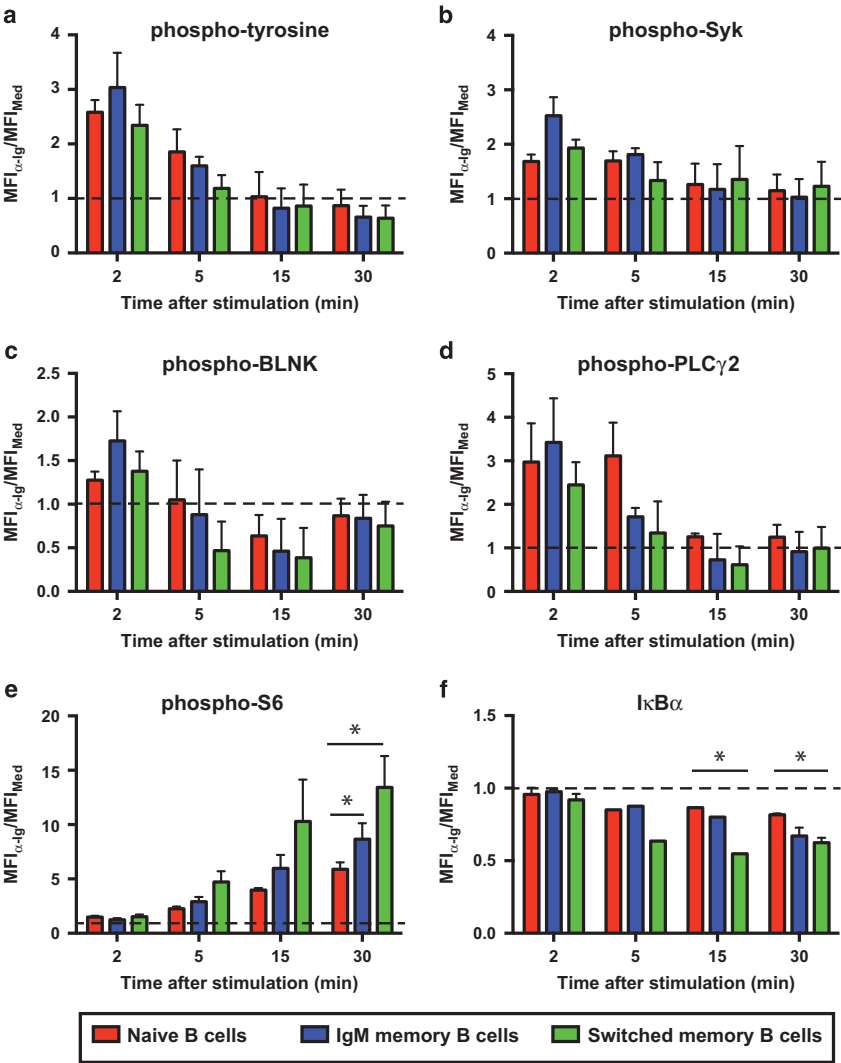 a
phospho-tyrosine
MFIα-Ig/MFIMed
4
3
2
1
0
2 5 15 30
Time after stimulation (min)
b
phospho-Syk
MFIα-Ig/MFIMed
4
3
2
1
0
2 5 15 30
Time after stimulation (min)
c
phospho-BLNK
MFIα-Ig/MFIMed
2.5
2.0
1.5
1.0
0.5
0.0
2 5 15 30
Time after stimulation (min)
d
phospho-PLCγ2
MFIα-Ig/MFIMed
5
4
3
2
1
0
2 5 15 30
Time after stimulation (min)
e
phospho-S6
MFIα-Ig/MFIMed
20
15
10
5
0
*
*
2 5 15 30
Time after stimulation (min)
f
IκBα
MFIα-Ig/MFIMed
1.5
1.0
0.5
0.0
* *
2 5 15 30
Time after stimulation (min)
Naive B cells IgM memory B cells Switched memory B cells